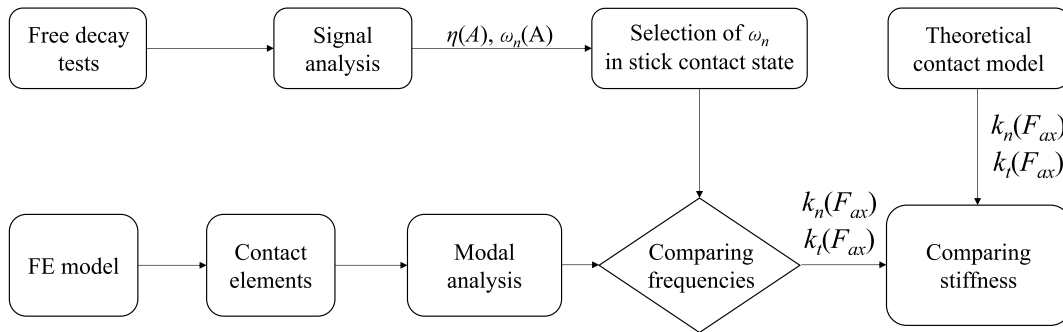 Free decay
tests
Signal
analysis
η(A), ωn(A)
Selection of ωn
in stick contact state
Theoretical
contact model
kn(Fax)
kt(Fax)
FE model
Contact
elements
Modal
analysis
Comparing
frequencies
kn(Fax)
kt(Fax)
Comparing
stiffness